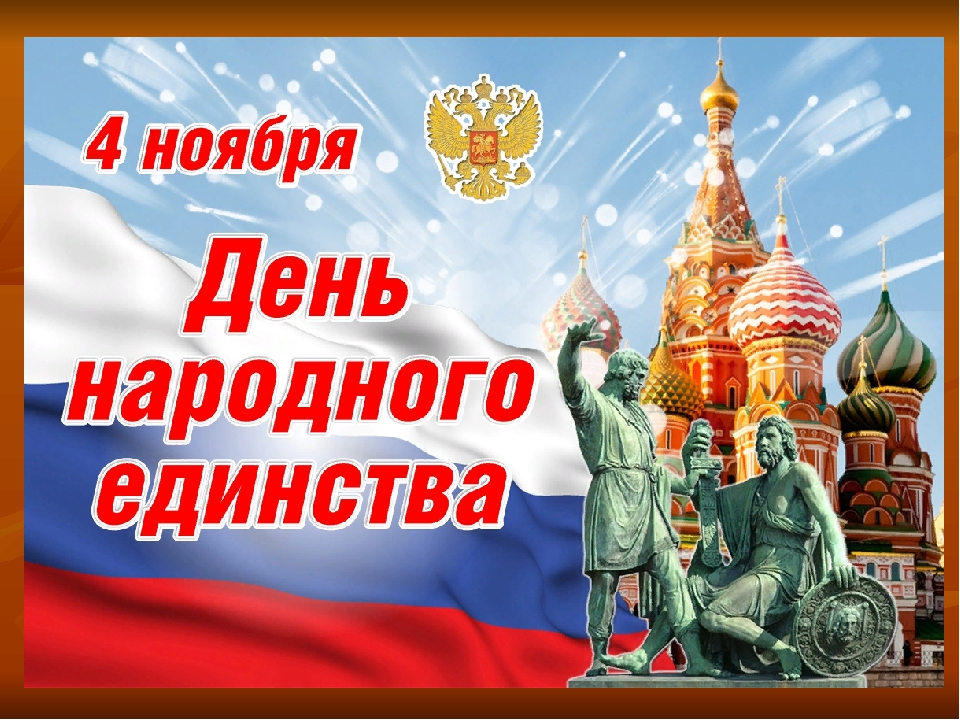 4 ноября
День
народного
единства